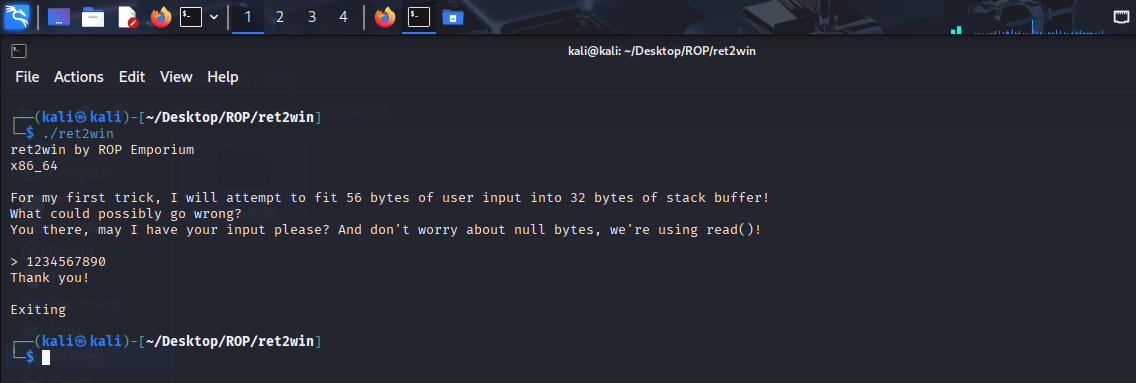 1 2 3 4
kali@kali: ~/Desktop/ROP/ret2win
File Actions Edit View Help
┌──(kali㉿kali)-[~/Desktop/ROP/ret2win]
└─$ ./ret2win
ret2win by ROP Emporium
x86_64
For my first trick, I will attempt to fit 56 bytes of user input into 32 bytes of stack buffer!
What could possibly go wrong?
You there, may I have your input please? And don't worry about null bytes, we're using read()!
> 1234567890
Thank you!
Exiting
┌──(kali㉿kali)-[~/Desktop/ROP/ret2win]
└─$